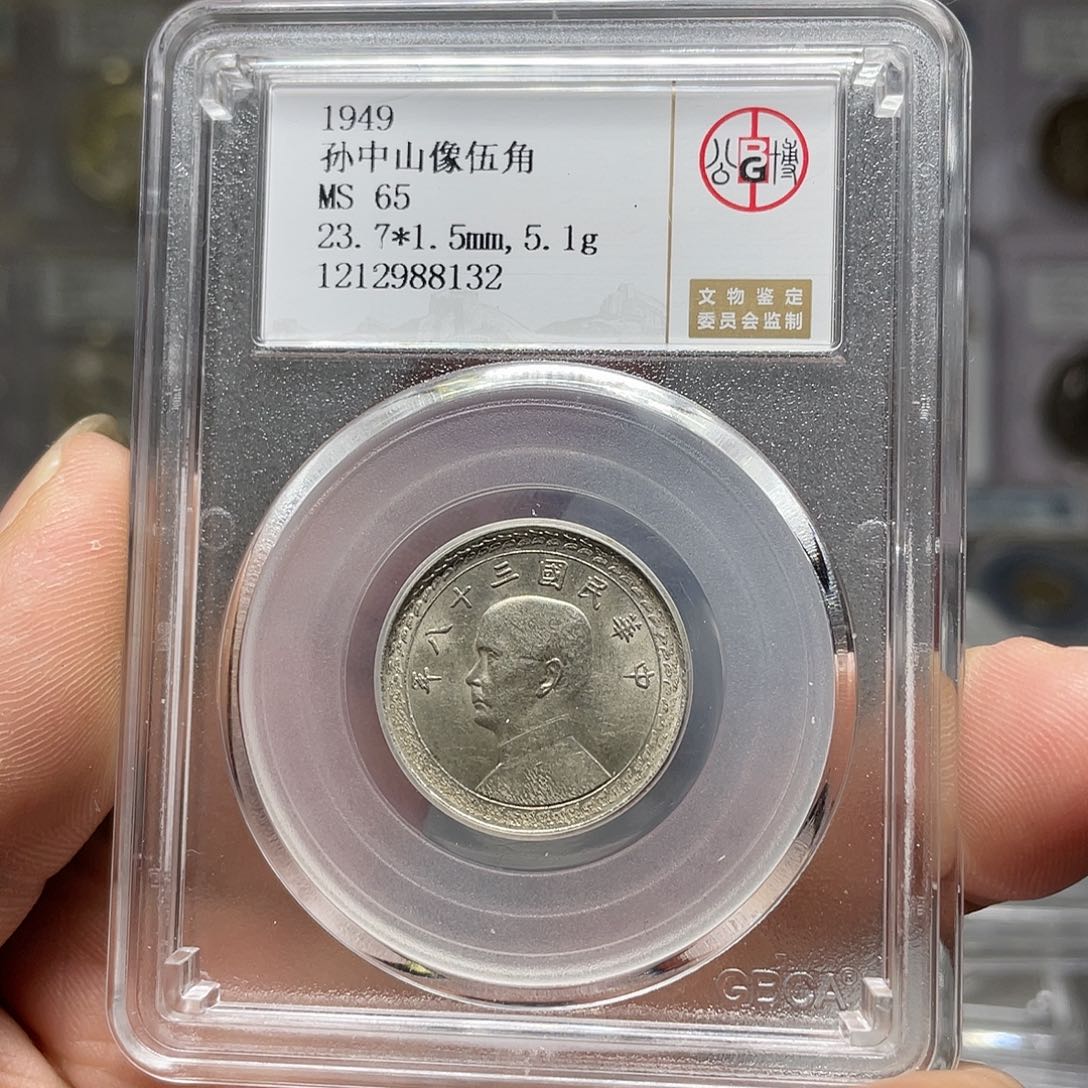 1949
孙中山像伍角
MS 65
23.7*1.5mm,5.1g
1212988132
公 BG 博
文物鉴定
委员会监制
中華民國三十八年
GBCA®